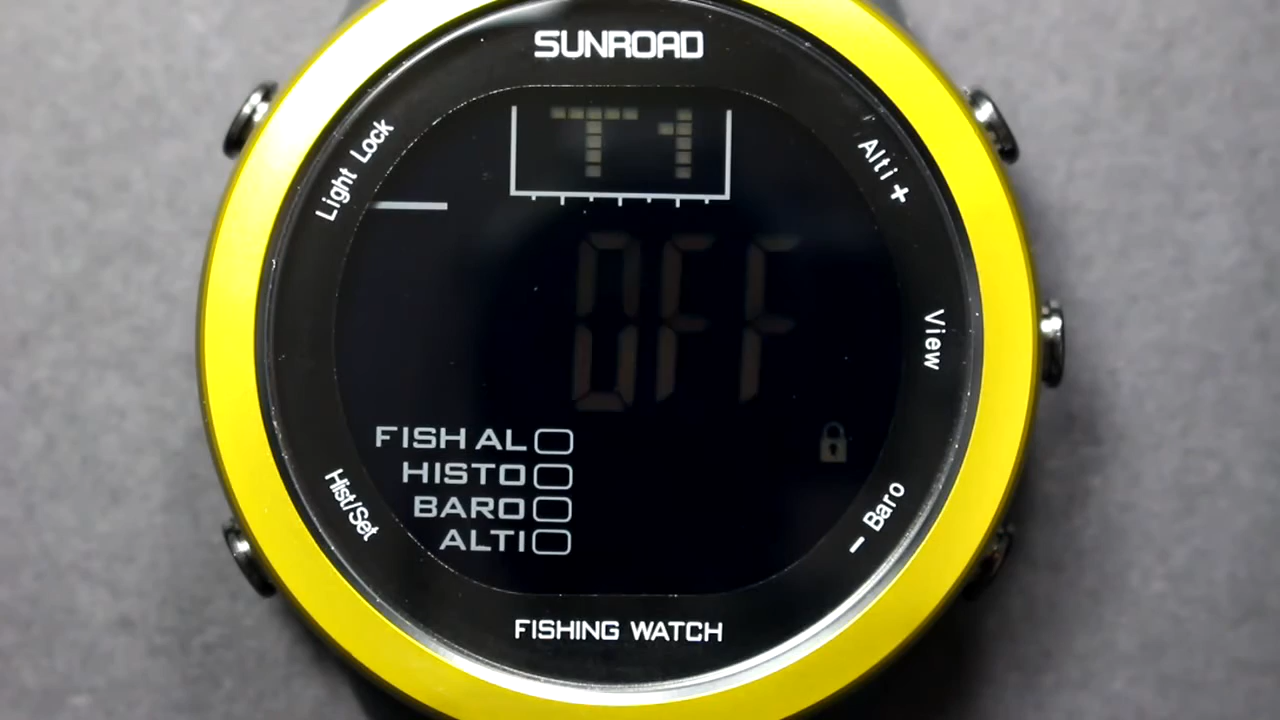 SUNROAD
T1
Light Lock
Alti +
OFF
View
FISH AL
HISTO
BARO
ALTI
Hist/Set
- Baro
FISHING WATCH